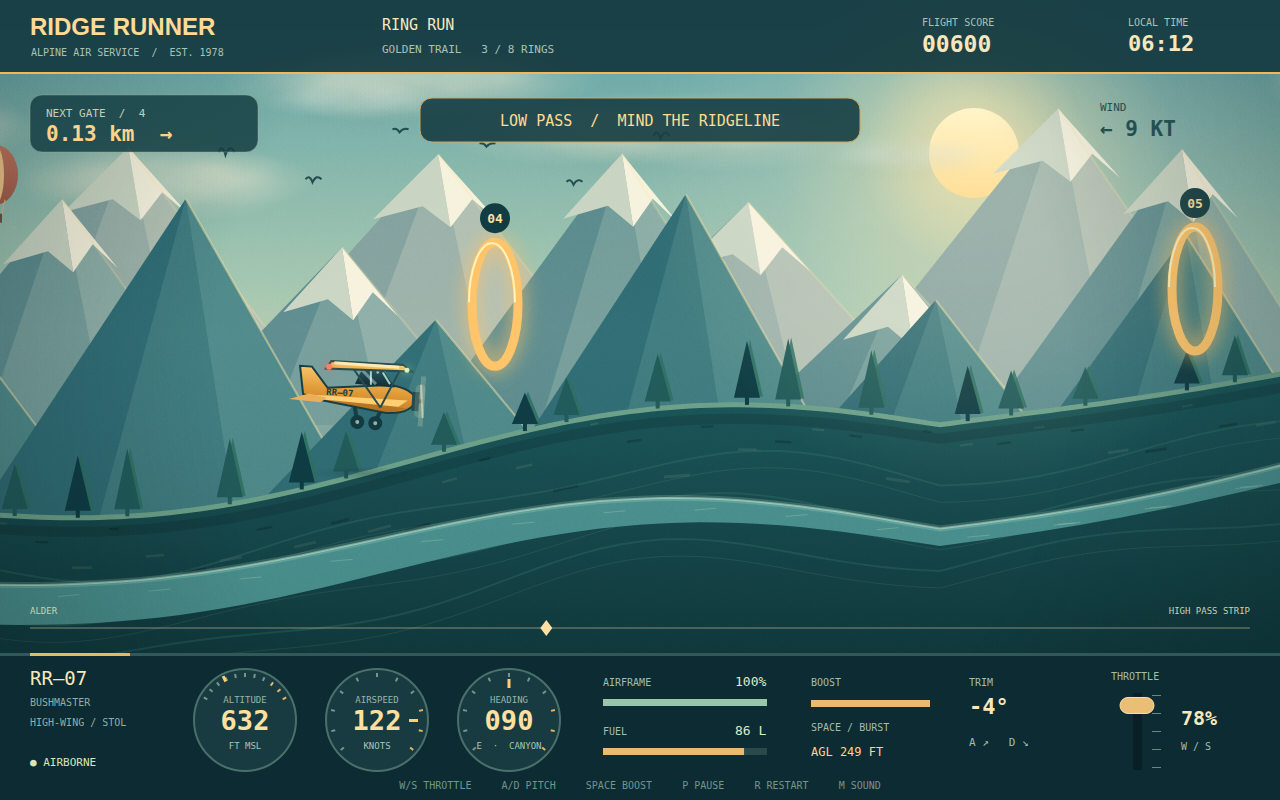 RIDGE RUNNER
ALPINE AIR SERVICE / EST. 1978
RING RUN
GOLDEN TRAIL 3 / 8 RINGS
FLIGHT SCORE
00600
LOCAL TIME
06:12
NEXT GATE / 4
0.13 km →
LOW PASS / MIND THE RIDGELINE
WIND
← 9 KT
04
05
RR—07
ALDER
HIGH PASS STRIP
RR—07
BUSHMASTER
HIGH-WING / STOL
● AIRBORNE
ALTITUDE
632
FT MSL
AIRSPEED
122
KNOTS
HEADING
090
E · CANYON
AIRFRAME 100%
FUEL 86 L
BOOST
SPACE / BURST
AGL 249 FT
TRIM
-4°
A ↗ D ↘
THROTTLE
78%
W / S
W/S THROTTLE A/D PITCH SPACE BOOST P PAUSE R RESTART M SOUND